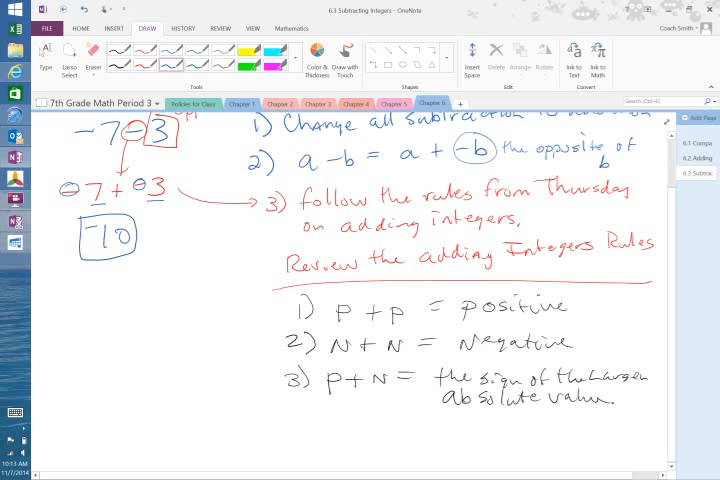 6.3 Subtracting Integers - OneNote
FILE HOME INSERT DRAW HISTORY REVIEW VIEW Mathematics
Coach Smith
Type Lasso Select Eraser Color & Thickness Draw with Touch Insert Space Delete Arrange Rotate Ink to Text Ink to Math
Tools Shapes Edit Convert
7th Grade Math Period 3 Policies for Class Chapter 1 Chapter 2 Chapter 3 Chapter 4 Chapter 5 Chapter 6 +
Search (Ctrl+E)
Add Page
6.1 Compa
6.2 Adding
6.3 Subtrac
opp
-7 - 3
1) Change all subtraction to addition
2) a - b = a + -b the opposite of b
-7 + -3
3) follow the rules from Thursday
on adding integers.
-10
Review the adding Integers Rules
1) P + P = positive
2) N + N = Negative
3) P + N = the sign of the Larger
absolute value.
10:13 AM
11/7/2014